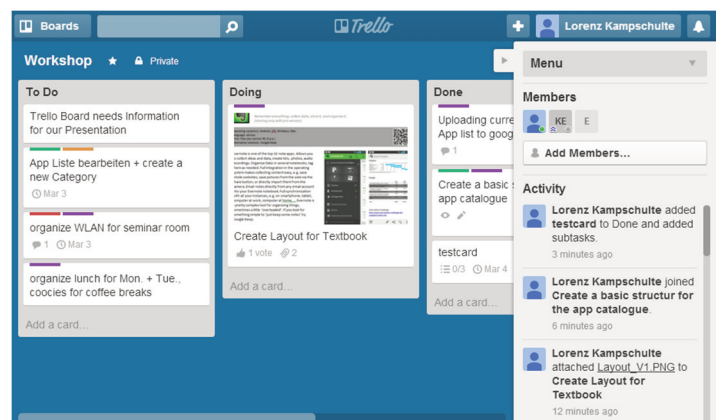 Boards
Trello
Lorenz Kampschulte
Workshop
Private
To Do
Trello Board needs Information
for our Presentation
App Liste bearbeiten + create a
new Category
Mar 3
organize WLAN for seminar room
1 Mar 3
organize lunch for Mon. + Tue.,
coocies for coffee breaks
Add a card...
Doing
Create Layout for Textbook
1 vote 2
Add a card...
Done
Uploading curre
App list to goog
1
Create a basic s
app catalogue
testcard
0/3 Mar 4
Add a card...
Menu
Members
KE E
Add Members...
Activity
Lorenz Kampschulte added
testcard to Done and added
subtasks.
3 minutes ago
Lorenz Kampschulte joined
Create a basic structur for
the app catalogue.
6 minutes ago
Lorenz Kampschulte
attached Layout_V1.PNG to
Create Layout for
Textbook
12 minutes ago